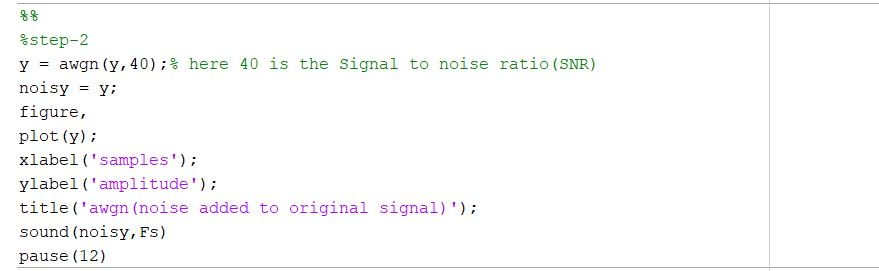 %%
%step-2
y = awgn(y,40);% here 40 is the Signal to noise ratio(SNR)
noisy = y;
figure,
plot(y);
xlabel('samples');
ylabel('amplitude');
title('awgn(noise added to original signal)');
sound(noisy,Fs)
pause(12)